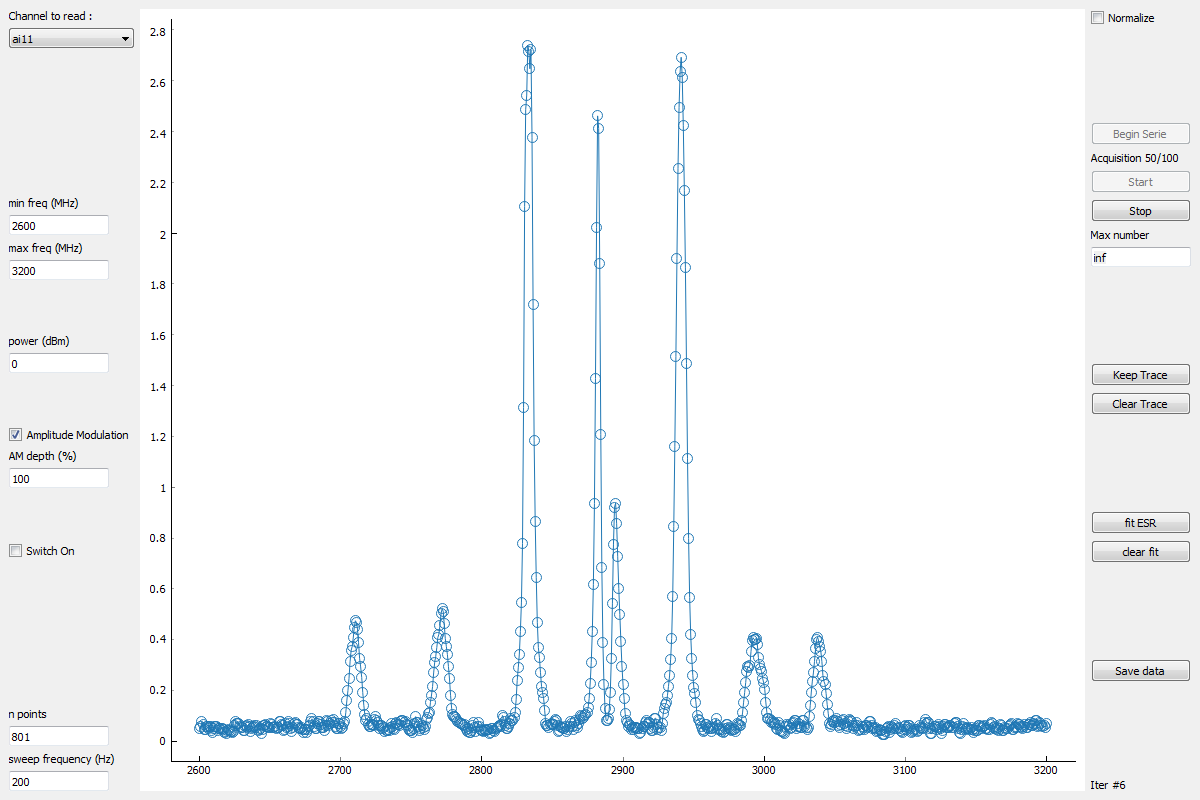 Channel to read :
ai11
min freq (MHz)
2600
max freq (MHz)
3200
power (dBm)
0
Amplitude Modulation
AM depth (%)
100
Switch On
n points
801
sweep frequency (Hz)
200
2.8
2.6
2.4
2.2
2
1.8
1.6
1.4
1.2
1
0.8
0.6
0.4
0.2
0
2600 2700 2800 2900 3000 3100 3200
Normalize
Begin Serie
Acquisition 50/100
Start
Stop
Max number
inf
Keep Trace
Clear Trace
fit ESR
clear fit
Save data
Iter #6